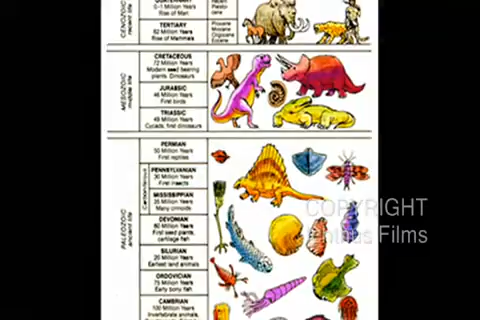 CENOZOIC
recent life
0-1 Million Years
Rise of Man
TERTIARY
62 Million Years
Rise of Mammals
Pliocene
Miocene
Oligocene
Eocene
MESOZOIC
middle life
CRETACEOUS
72 Million Years
Modern seed bearing
plants. Dinosaurs
JURASSIC
46 Million Years
First birds
TRIASSIC
49 Million Years
Cycads, first dinosaurs
PALEOZOIC
ancient life
PERMIAN
50 Million Years
First reptiles
Carboniferous
PENNSYLVANIAN
30 Million Years
First insects
MISSISSIPPIAN
35 Million Years
Many crinoids
DEVONIAN
60 Million Years
First seed plants,
cartilage fish
SILURIAN
20 Million Years
Earliest land animals
ORDOVICIAN
75 Million Years
Early bony fish
CAMBRIAN
100 Million Years
Invertebrate animals,
COPYRIGHT
Films